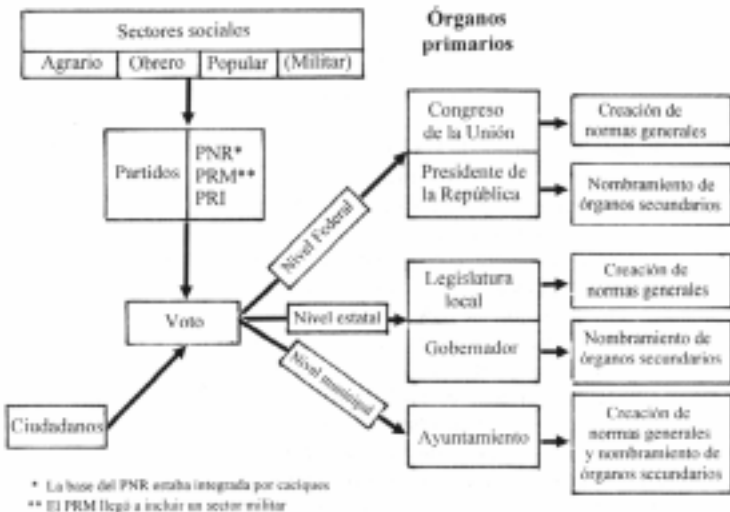 Órganos
primarios
Sectores sociales
Agrario Obrero Popular (Militar)
Partidos
PNR*
PRM**
PRI
Voto
Ciudadanos
Nivel Federal
Nivel estatal
Nivel municipal
Congreso
de la Unión
Presidente de
la República
Legislatura
local
Gobernador
Ayuntamiento
Creación de
normas generales
Nombramiento de
órganos secundarios
Creación de
normas generales
Nombramiento de
órganos secundarios
Creación de
normas generales
y nombramiento de
órganos secundarios
* La base del PNR estaba integrada por caciques
** El PRM llegó a incluir un sector militar